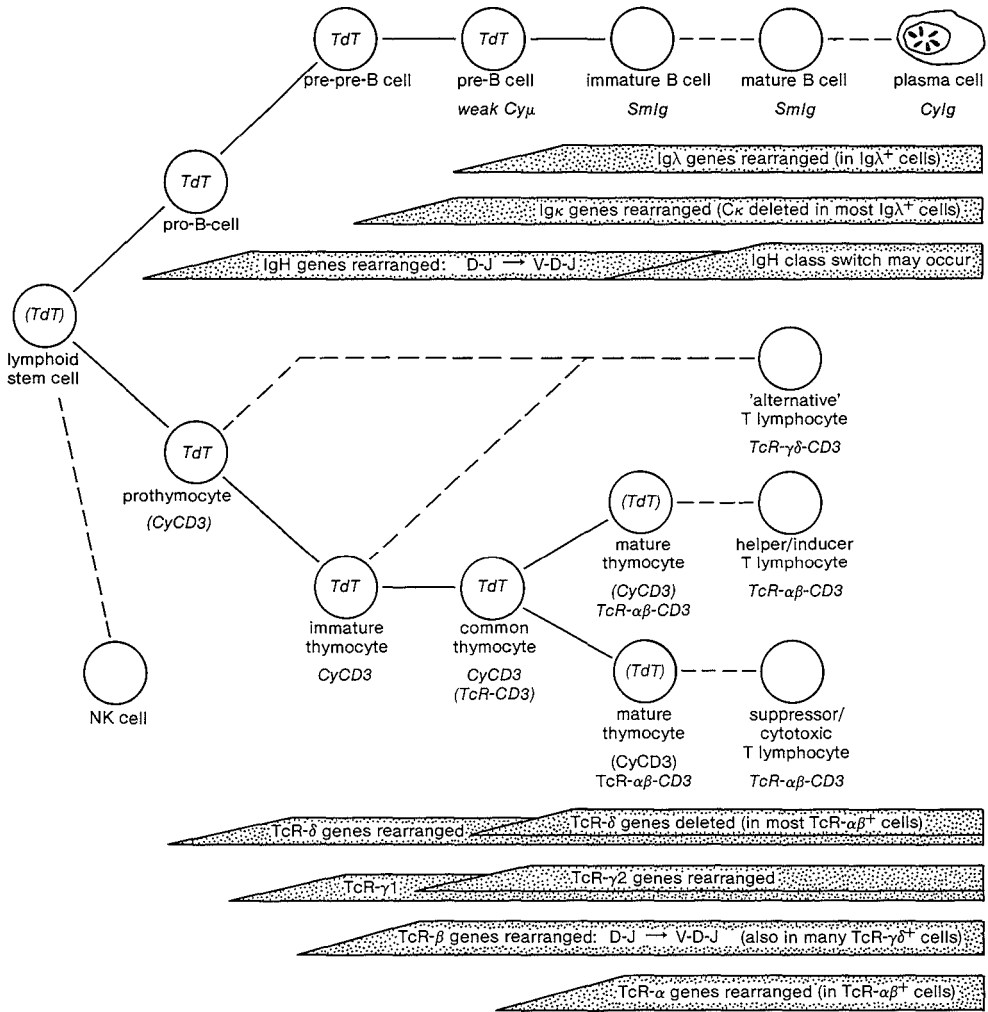 TdT
pre-pre-B cell
TdT
pre-B cell
weak Cyμ
immature B cell
SmIg
mature B cell
SmIg
plasma cell
CyIg
Igλ genes rearranged (in Igλ+ cells)
TdT
pro-B-cell
Igκ genes rearranged (Cκ deleted in most Igλ+ cells)
IgH genes rearranged: D-J → V-D-J
IgH class switch may occur
(TdT)
lymphoid
stem cell
'alternative'
T lymphocyte
TcR-γδ-CD3
TdT
prothymocyte
(CyCD3)
(TdT)
mature
thymocyte
(CyCD3)
TcR-αβ-CD3
helper/inducer
T lymphocyte
TcR-αβ-CD3
TdT
immature
thymocyte
CyCD3
TdT
common
thymocyte
CyCD3
(TcR-CD3)
NK cell
(TdT)
mature
thymocyte
(CyCD3)
TcR-αβ-CD3
suppressor/
cytotoxic
T lymphocyte
TcR-αβ-CD3
TcR-δ genes rearranged
TcR-δ genes deleted (in most TcR-αβ+ cells)
TcR-γ1
TcR-γ2 genes rearranged
TcR-β genes rearranged: D-J → V-D-J (also in many TcR-γδ+ cells)
TcR-α genes rearranged (in TcR-αβ+ cells)